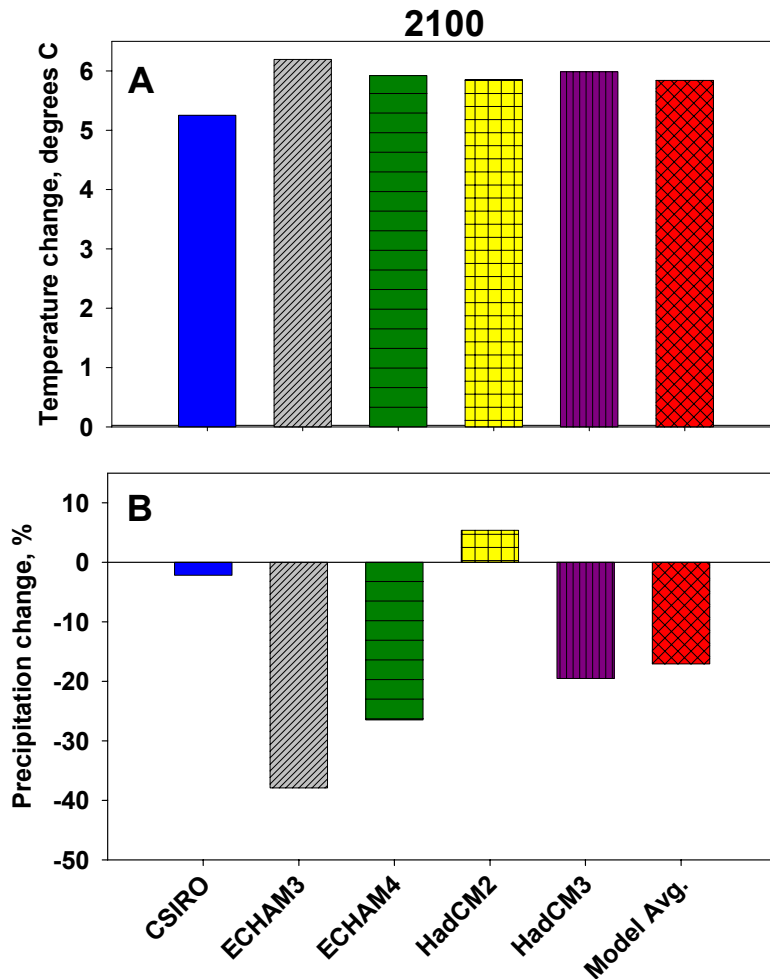 2100
A
Temperature change, degrees C
6
5
4
3
2
1
0
B
Precipitation change, %
10
0
-10
-20
-30
-40
-50
CSIRO
ECHAM3
ECHAM4
HadCM2
HadCM3
Model Avg.